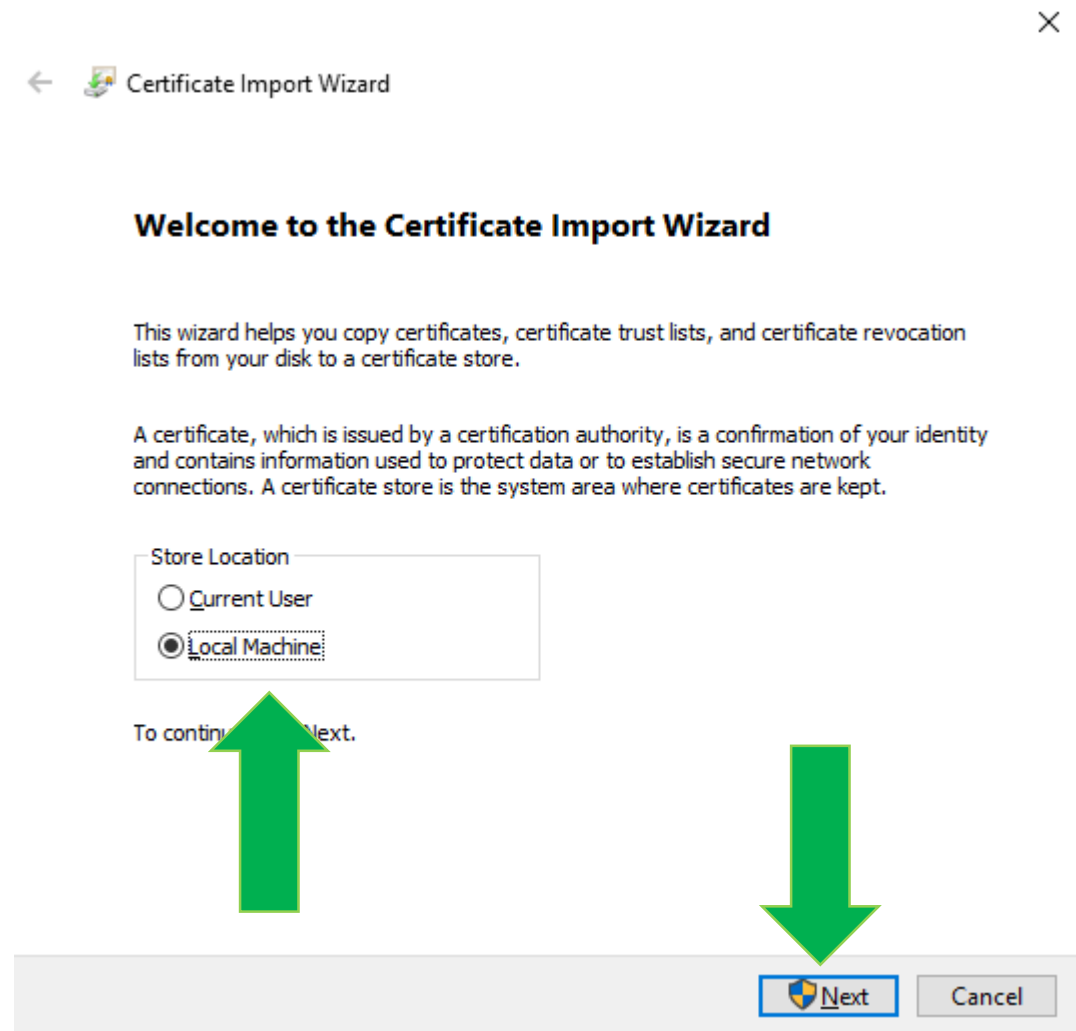 Certificate Import Wizard
Welcome to the Certificate Import Wizard
This wizard helps you copy certificates, certificate trust lists, and certificate revocation
lists from your disk to a certificate store.
A certificate, which is issued by a certification authority, is a confirmation of your identity
and contains information used to protect data or to establish secure network
connections. A certificate store is the system area where certificates are kept.
Store Location
Current User
Local Machine
To continu Next.
Next
Cancel